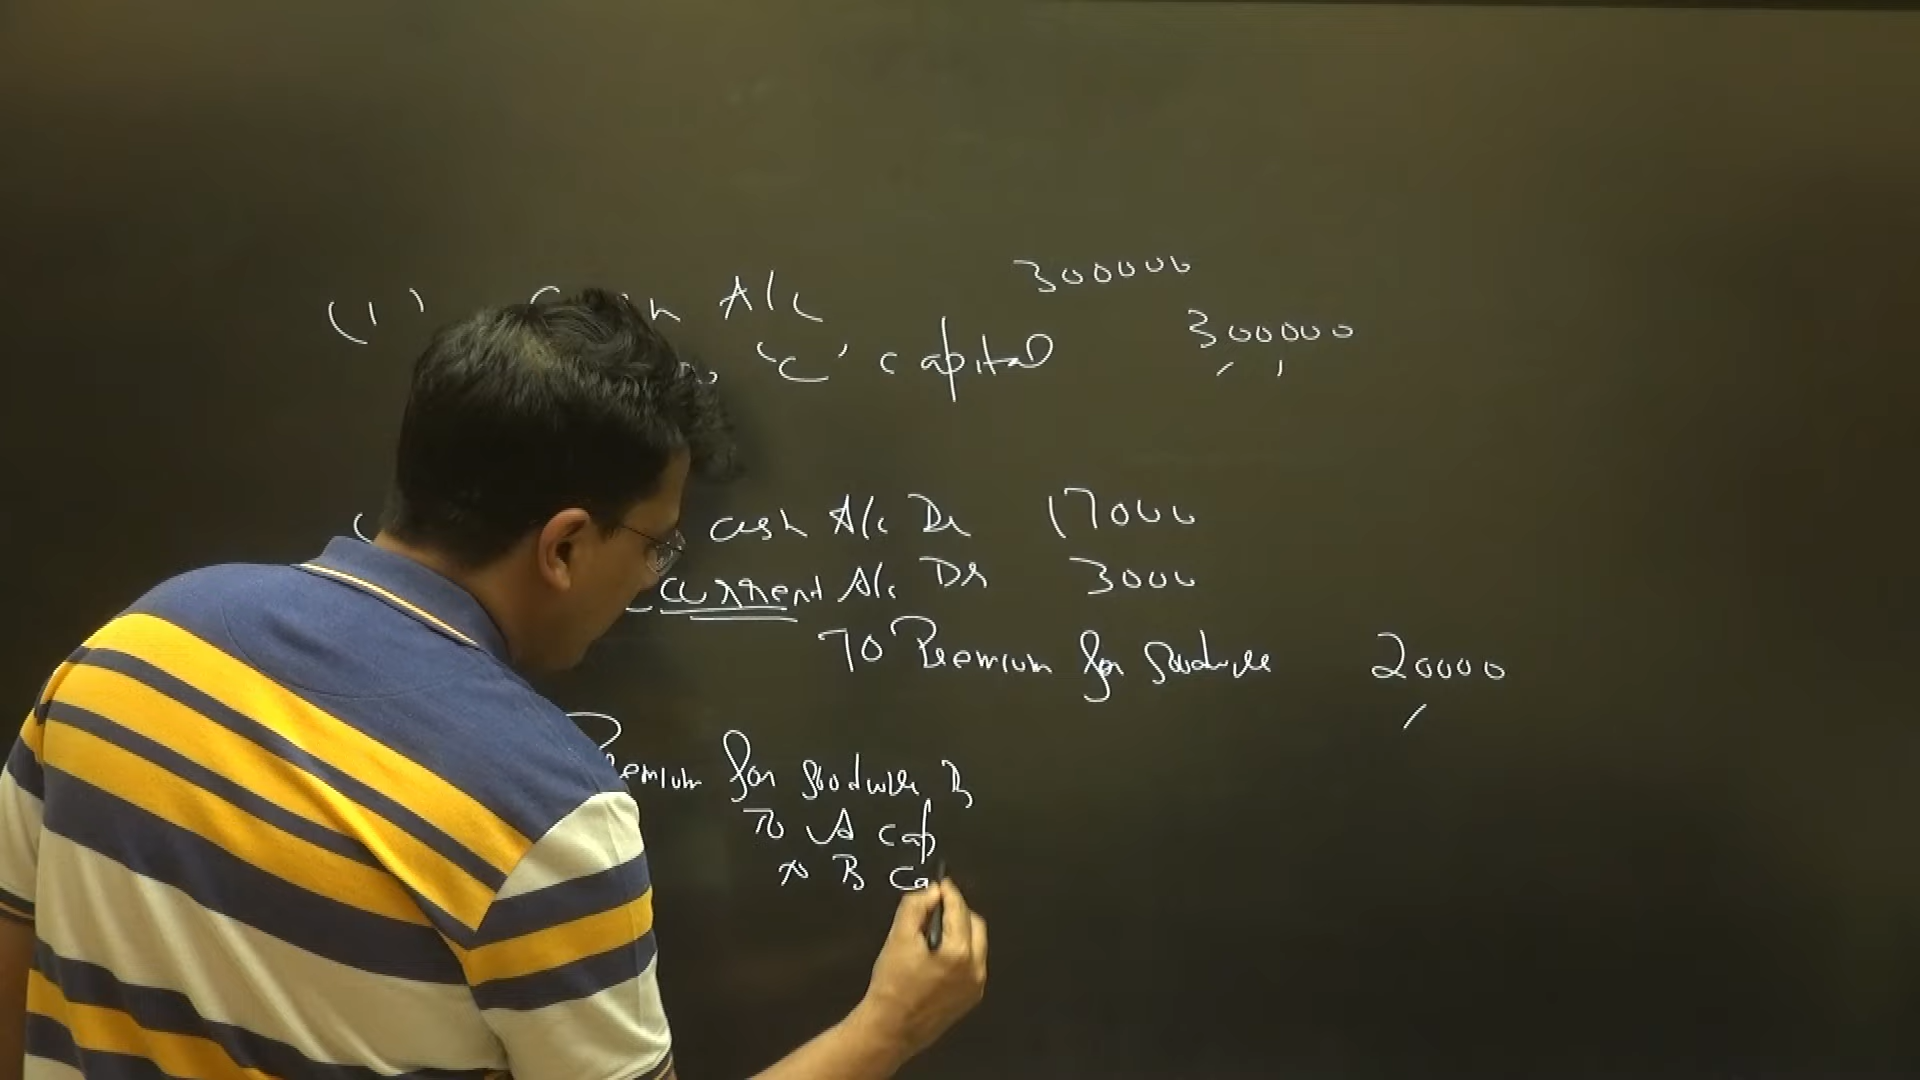 (1) A/c 300000
'C' capital 300000
( cash A/c Dr 17000
current A/c Dr 3000
To Premium for Goodwill 20000
Premium for Goodwill Dr
To A cap
To B Ca